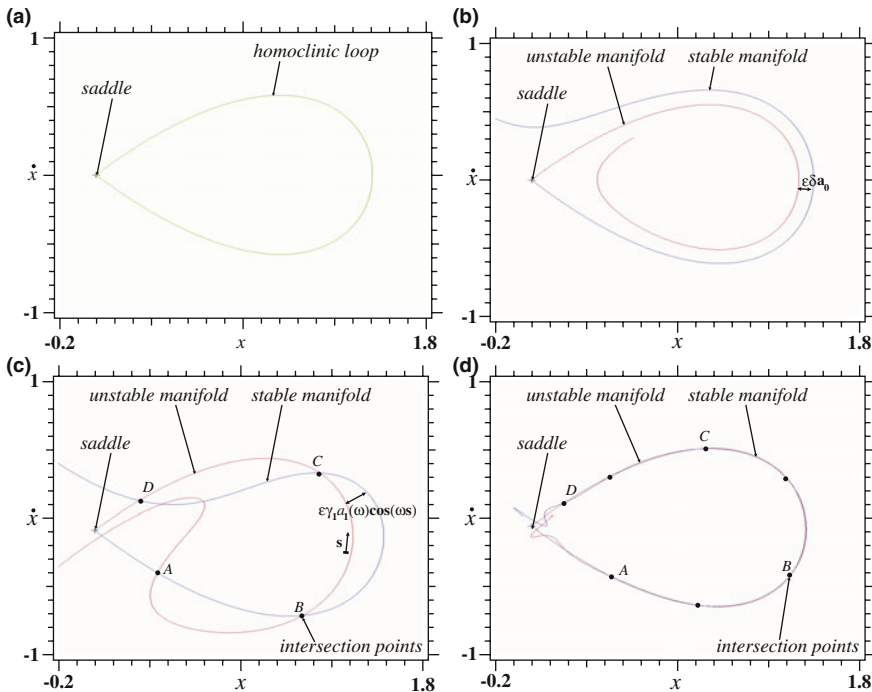 (a)
1
homoclinic loop
saddle
ẋ
-1
-0.2
x
1.8
(b)
1
unstable manifold
stable manifold
saddle
ẋ
εδa₀
-1
-0.2
x
1.8
(c)
1
unstable manifold
stable manifold
saddle
D
C
εγ₁a₁(ω)cos(ωs)
ẋ
s
A
B
intersection points
-1
-0.2
x
1.8
(d)
1
unstable manifold
stable manifold
C
saddle
D
ẋ
A
B
intersection points
-1
-0.2
x
1.8